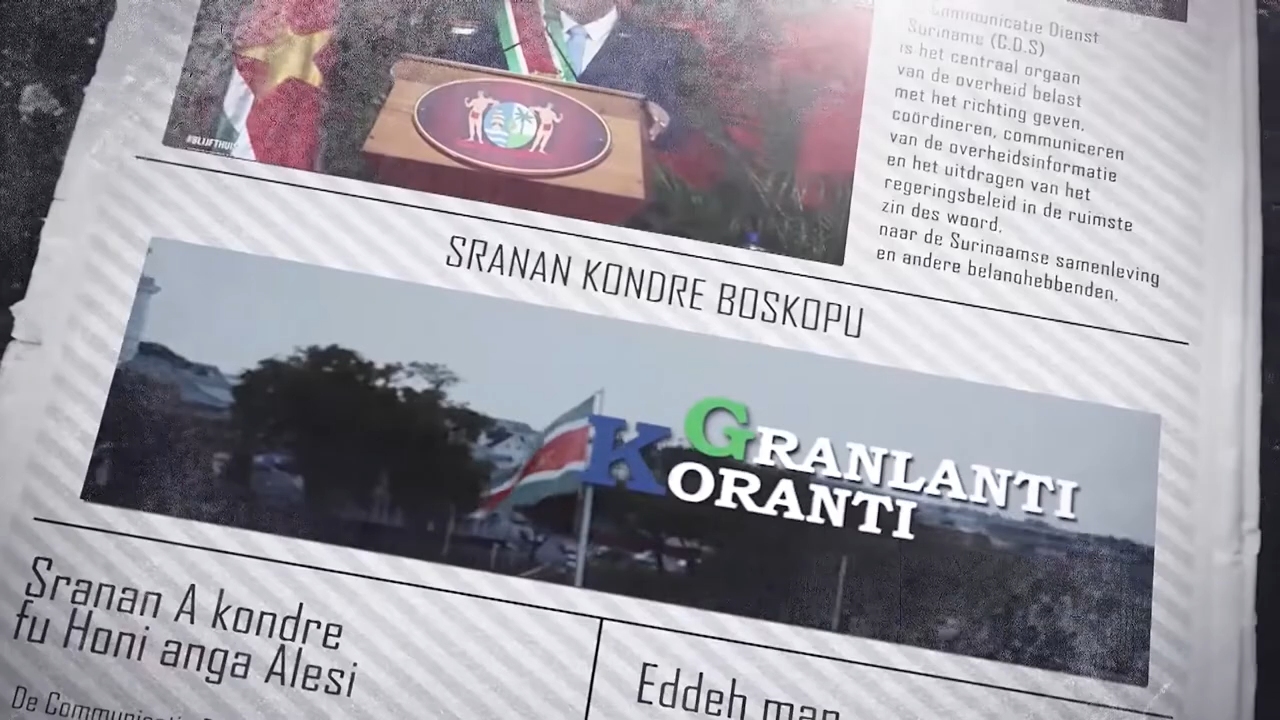 Communicatie Dienst
Suriname (C.D.S)
is het centraal orgaan
van de overheid belast
met het richting geven,
coördineren, communiceren
van de overheidsinformatie
en het uitdragen van het
regeringsbeleid in de ruimste
zin des woord,
naar de Surinaamse samenleving
en andere belanghebbenden.
SRANAN KONDRE BOSKOPU
GRANLANTI
KORANTI
Sranan A kondre
fu Honi anga Alesi
De
Eddeh man